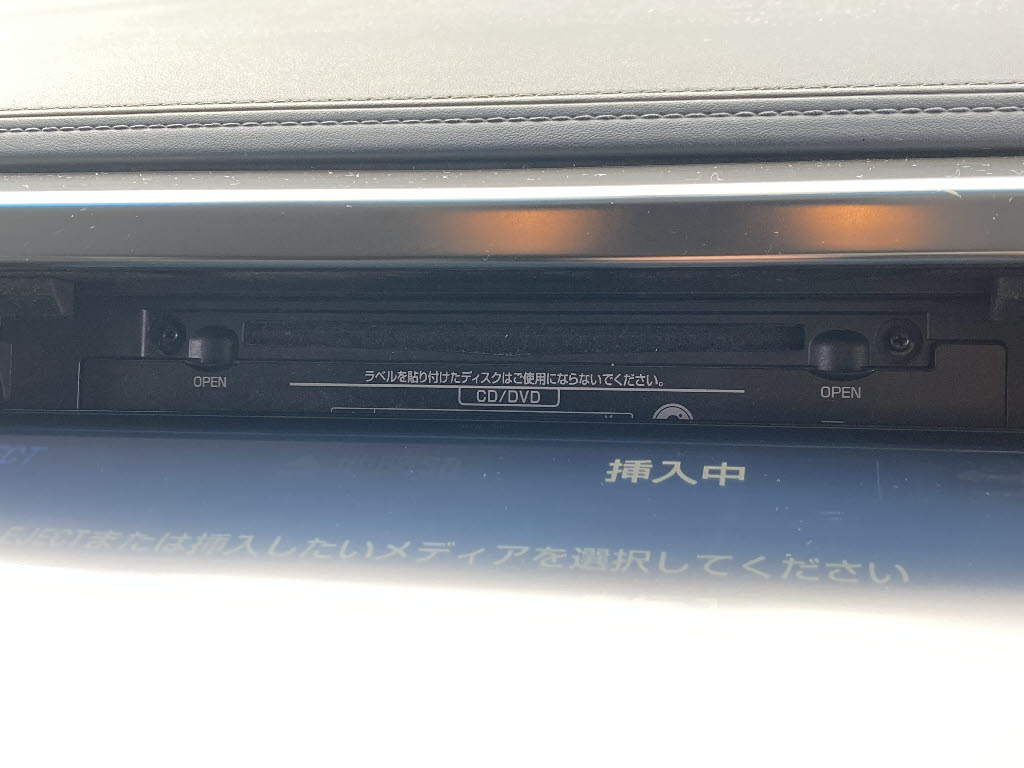 OPEN
ラベルを貼り付けたディスクはご使用にならないでください。
CD/DVD
OPEN
挿入中
EJECTまたは挿入したいメディアを選択してください